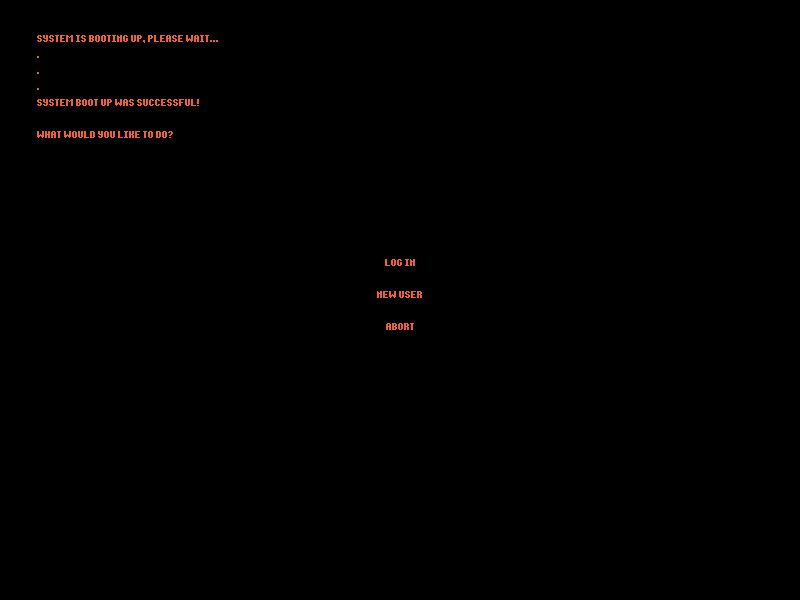 SYSTEM IS BOOTING UP, PLEASE WAIT...
.
.
.
SYSTEM BOOT UP WAS SUCCESSFUL!
WHAT WOULD YOU LIKE TO DO?
LOG IN
NEW USER
ABORT